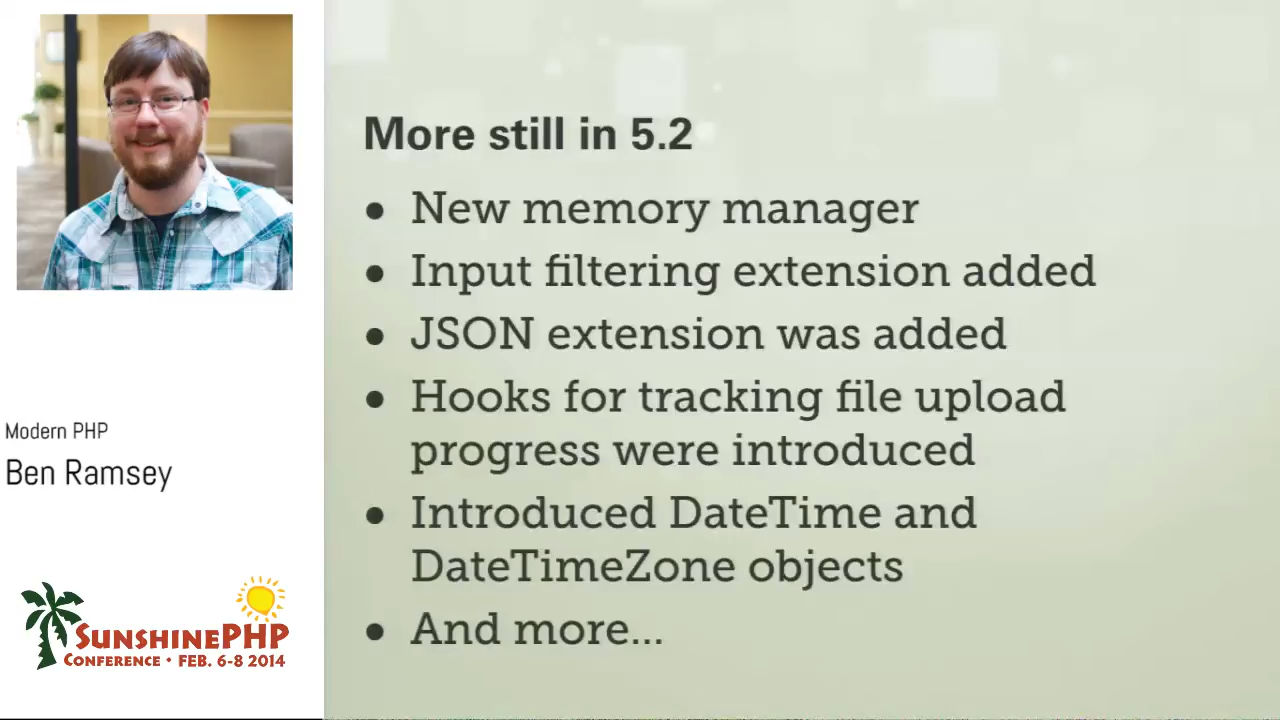 More still in 5.2
● New memory manager
● Input filtering extension added
● JSON extension was added
● Hooks for tracking file upload
progress were introduced
● Introduced DateTime and
DateTimeZone objects
● And more...
Modern PHP
Ben Ramsey
SUNSHINEPHP
CONFERENCE • FEB. 6-8 2014